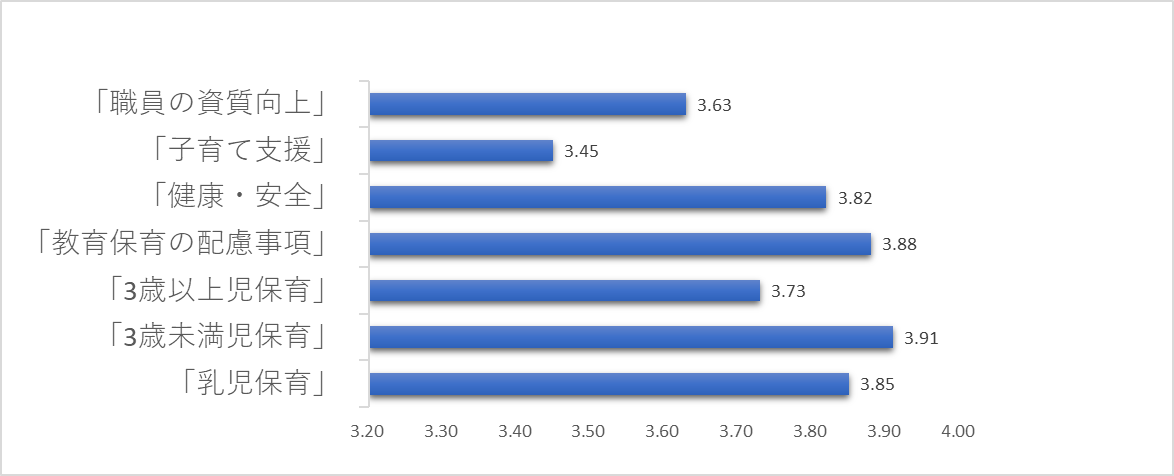 「職員の資質向上」
3.63
「子育て支援」
3.45
「健康・安全」
3.82
「教育保育の配慮事項」
3.88
「3歳以上児保育」
3.73
「3歳未満児保育」
3.91
「乳児保育」
3.85
3.20 3.30 3.40 3.50 3.60 3.70 3.80 3.90 4.00